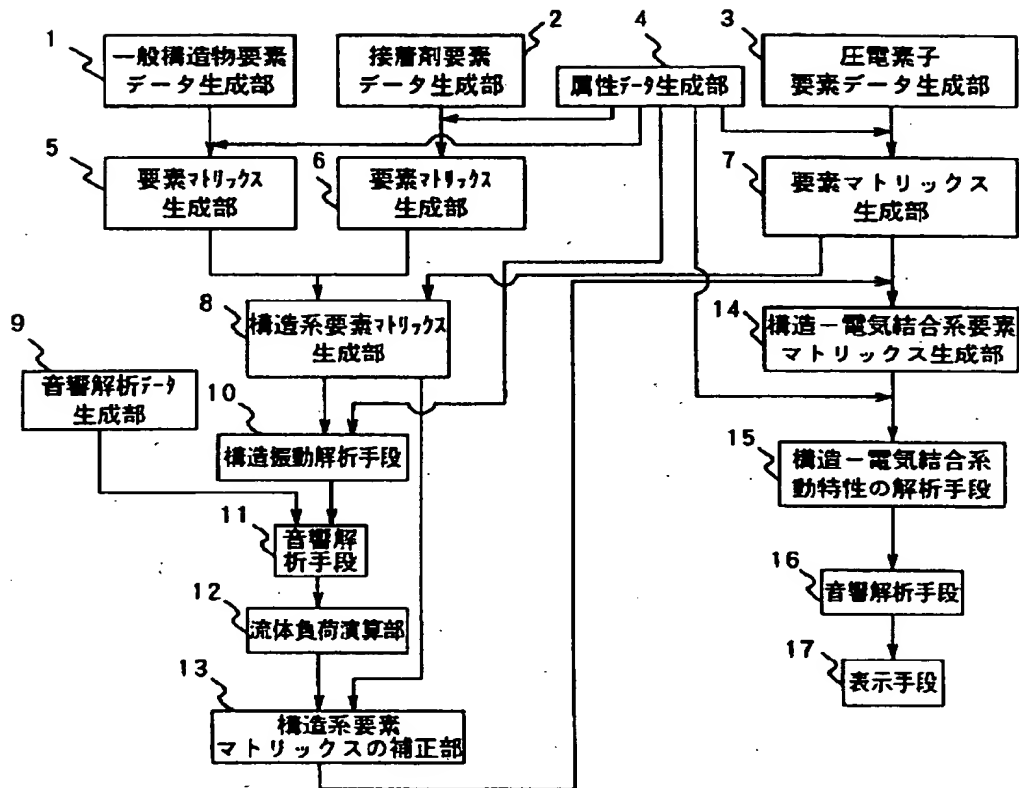 1
一般構造物要素
データ生成部
2
接着剤要素
データ生成部
4
属性データ生成部
3
圧電素子
要素データ生成部
5
要素マトリックス
生成部
6
要素マトリックス
生成部
7
要素マトリックス
生成部
8
構造系要素マトリックス
生成部
14
構造－電気結合系要素
マトリックス生成部
9
音響解析データ
生成部
10
構造振動解析手段
15
構造－電気結合系
動特性の解析手段
11
音響解
析手段
16
音響解析手段
12
流体負荷演算部
17
表示手段
13
構造系要素
マトリックスの補正部